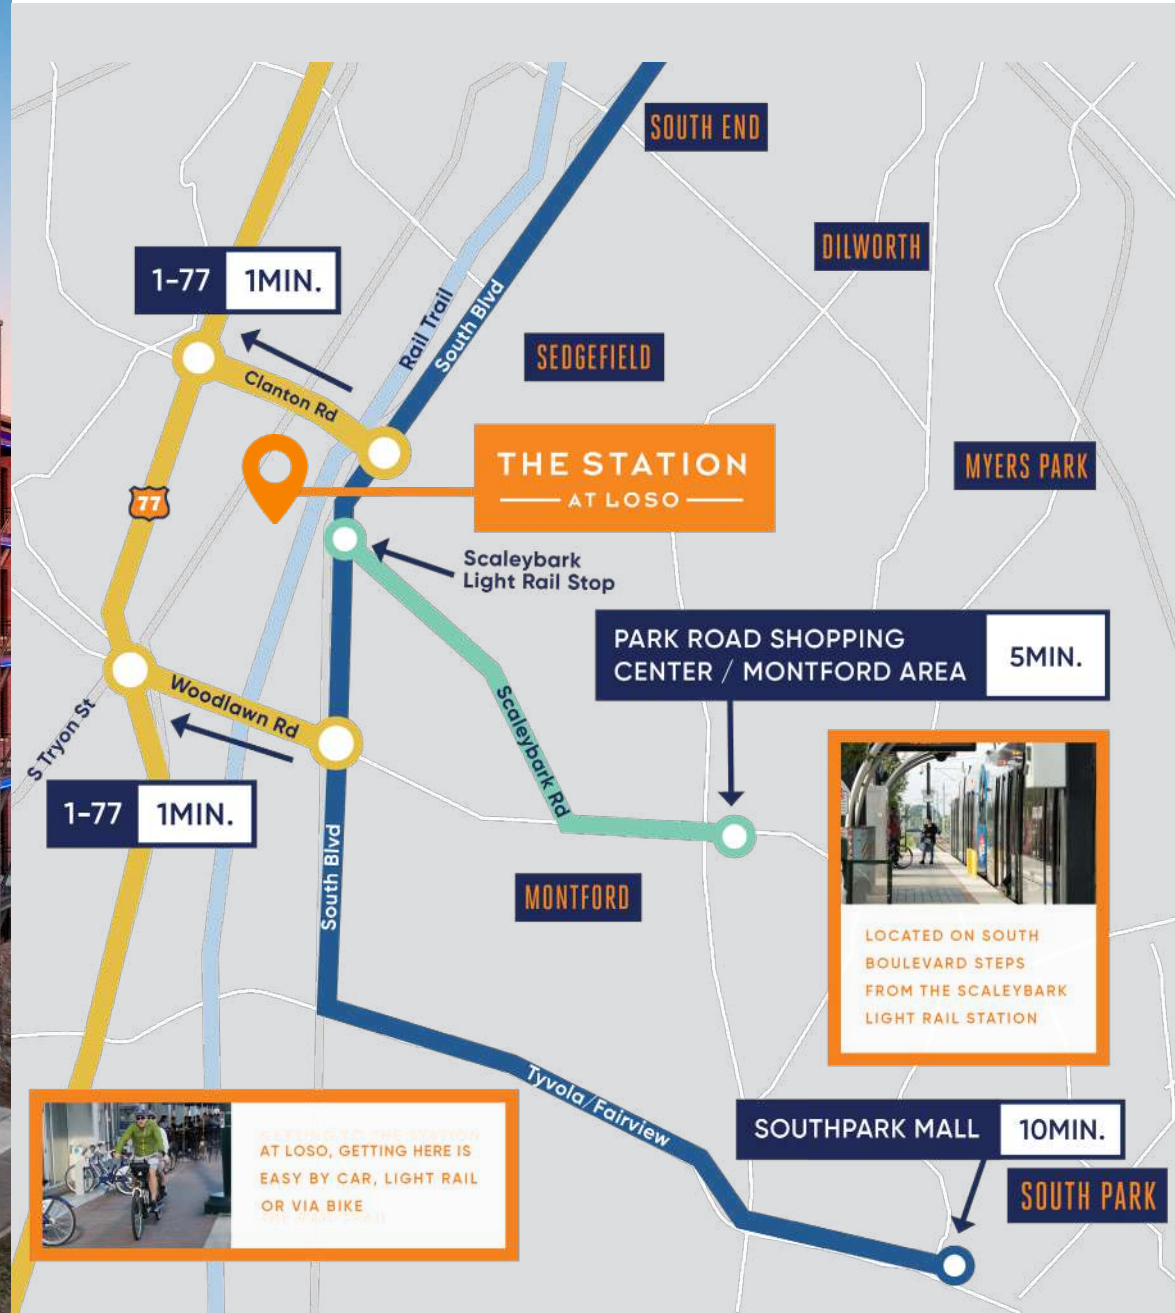 SOUTH END
DILWORTH
1-77 1MIN.
Rail Trail
South Blvd
SEDGEFIELD
Clanton Rd
THE STATION
AT LOSO
MYERS PARK
77
Scaleybark
Light Rail Stop
PARK ROAD SHOPPING
CENTER / MONTFORD AREA
5MIN.
Woodlawn Rd
S Tryon St
Scaleybark Rd
1-77 1MIN.
South Blvd
MONTFORD
LOCATED ON SOUTH
BOULEVARD STEPS
FROM THE SCALEYBARK
LIGHT RAIL STATION
Tyvola/Fairview
SOUTHPARK MALL 10MIN.
SOUTH PARK
AT LOSO, GETTING HERE IS
EASY BY CAR, LIGHT RAIL
OR VIA BIKE